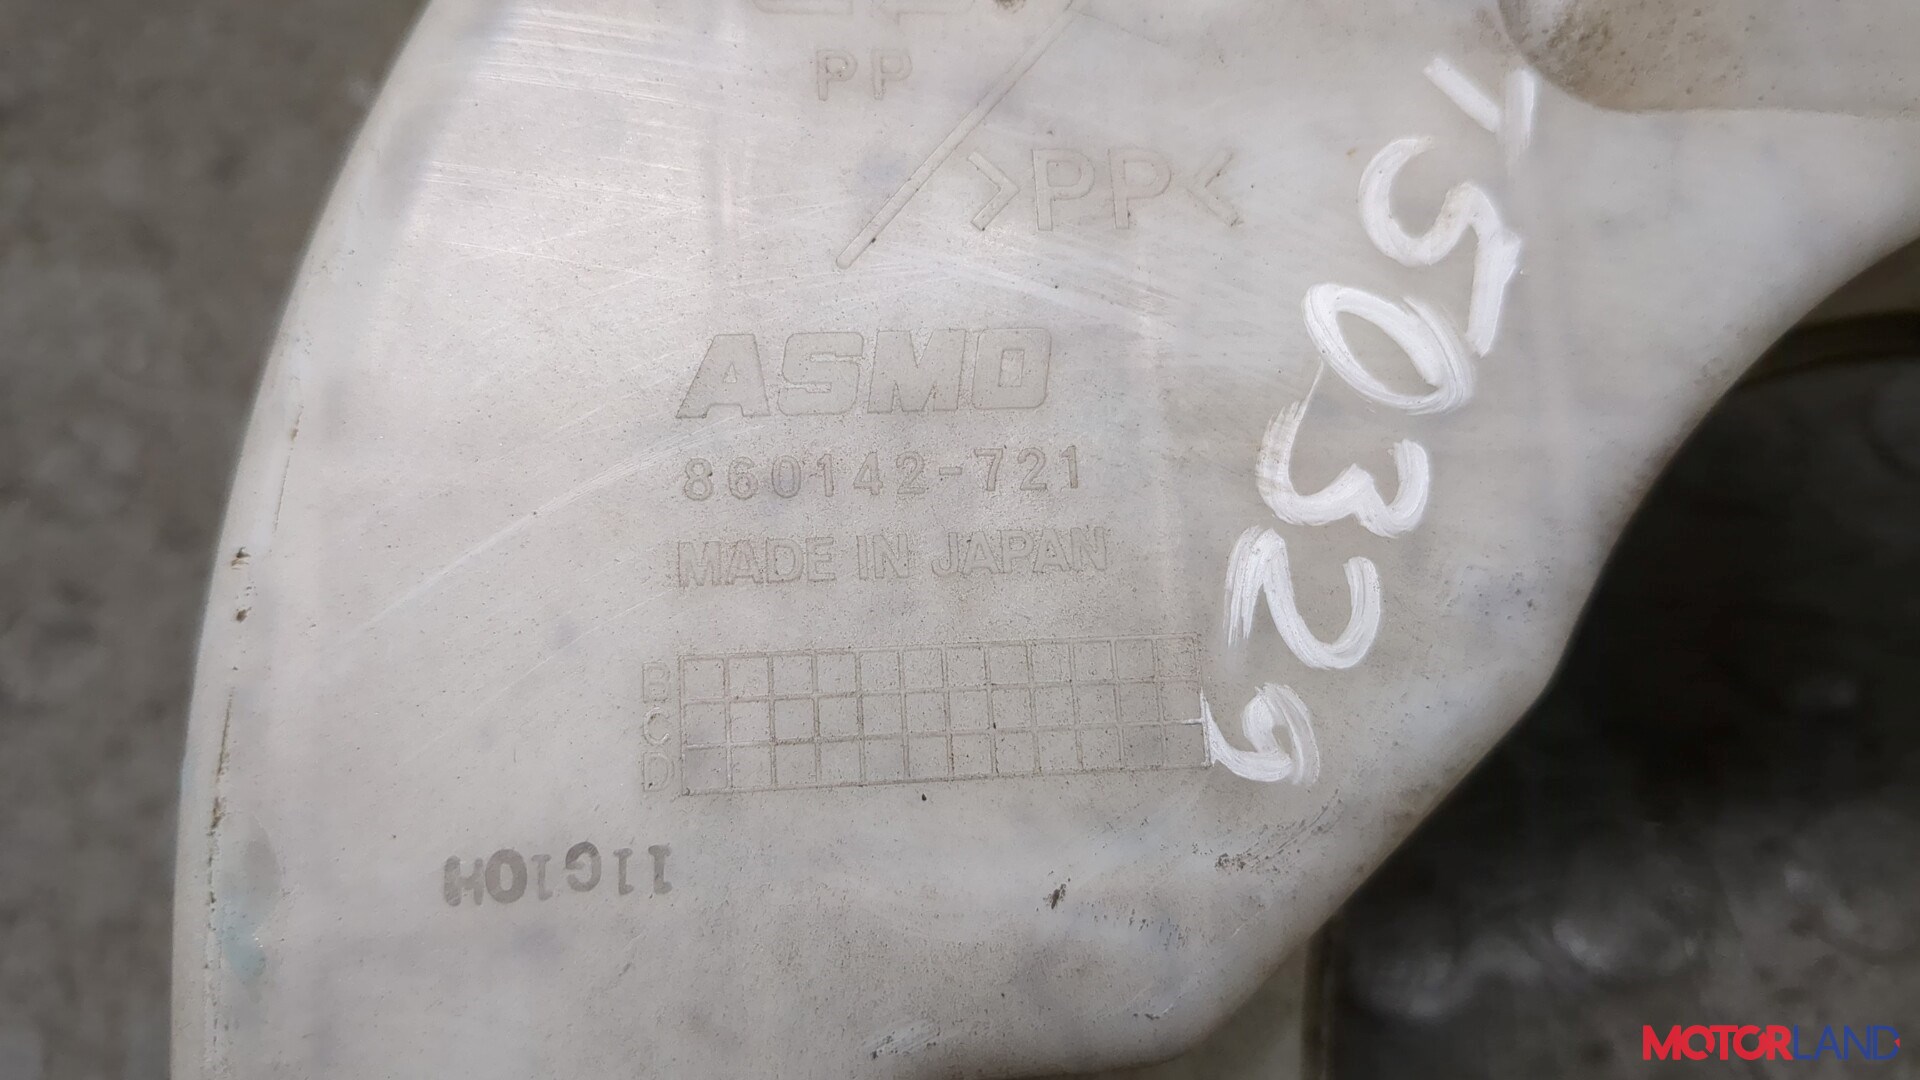 PP
>PP<
ASMO
860142-721
MADE IN JAPAN
B
C
D
11G10H
150329
MOTORLAND